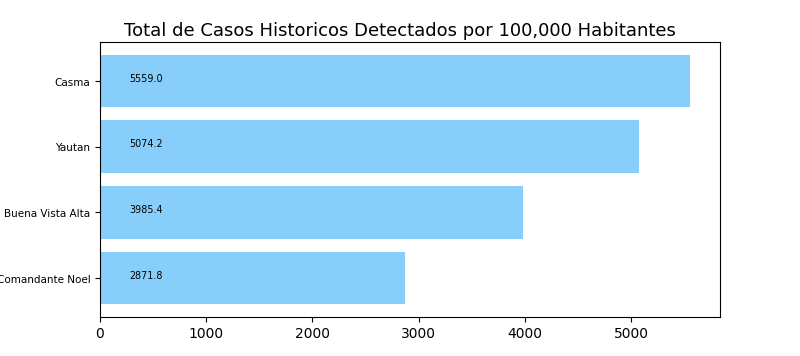 Total de Casos Historicos Detectados por 100,000 Habitantes
Casma
5559.0
Yautan
5074.2
Buena Vista Alta
3985.4
Comandante Noel
2871.8
0 1000 2000 3000 4000 5000